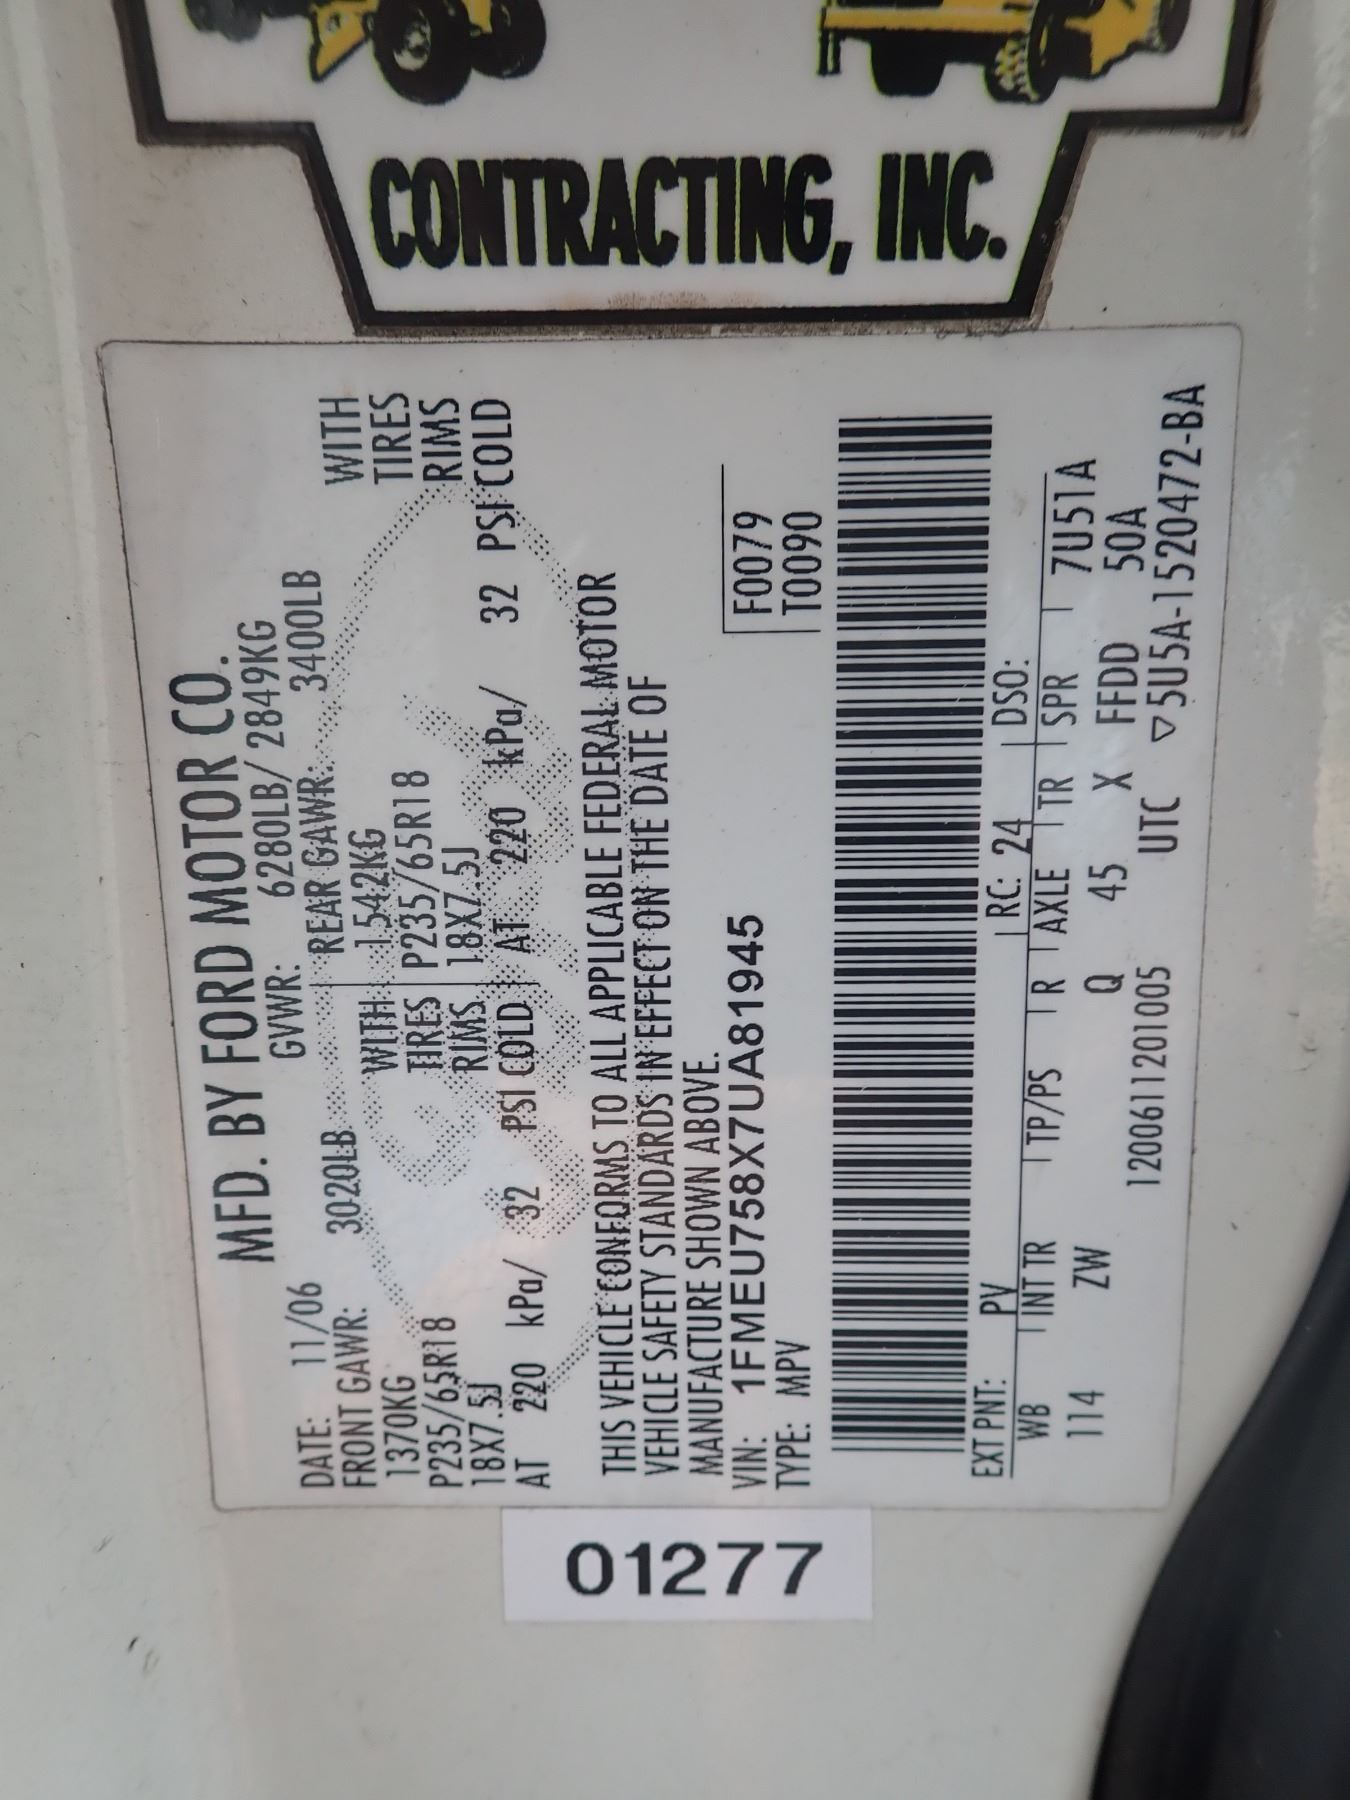 CONTRACTING, INC.
MFD. BY FORD MOTOR CO.
DATE: 11/06 GVWR: 6280LB/ 2849KG
FRONT GAWR: 3020LB REAR GAWR: 3400LB
1370KG WITH 1542KG WITH
P235/65R18 TIRES P235/65R18 TIRES
18X7.5J RIMS 18X7.5J RIMS
AT 220 kPa/ 32 PSI COLD AT 220 kPa/ 32 PSI COLD
THIS VEHICLE CONFORMS TO ALL APPLICABLE FEDERAL MOTOR
VEHICLE SAFETY STANDARDS IN EFFECT ON THE DATE OF
MANUFACTURE SHOWN ABOVE.
VIN: 1FMEU758X7UA81945 F0079
TYPE: MPV T0090
EXT PNT: PV RC: 24 DSO:
WB INT TR TP/PS R AXLE TR SPR 7U51A
114 ZW Q 45 X FFDD 50A
120061120 1005 UTC ▽5U5A-1520472-BA
01277